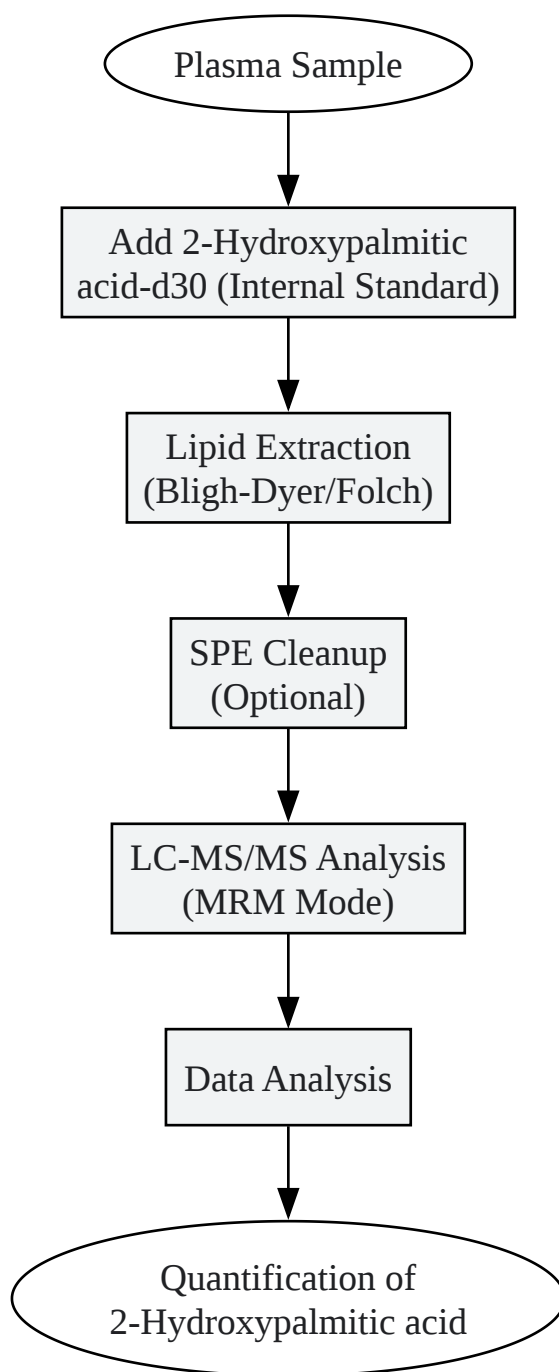 Plasma Sample
Add 2-Hydroxypalmitic
acid-d30 (Internal Standard)
Lipid Extraction
(Bligh-Dyer/Folch)
SPE Cleanup
(Optional)
LC-MS/MS Analysis
(MRM Mode)
Data Analysis
Quantification of
2-Hydroxypalmitic acid